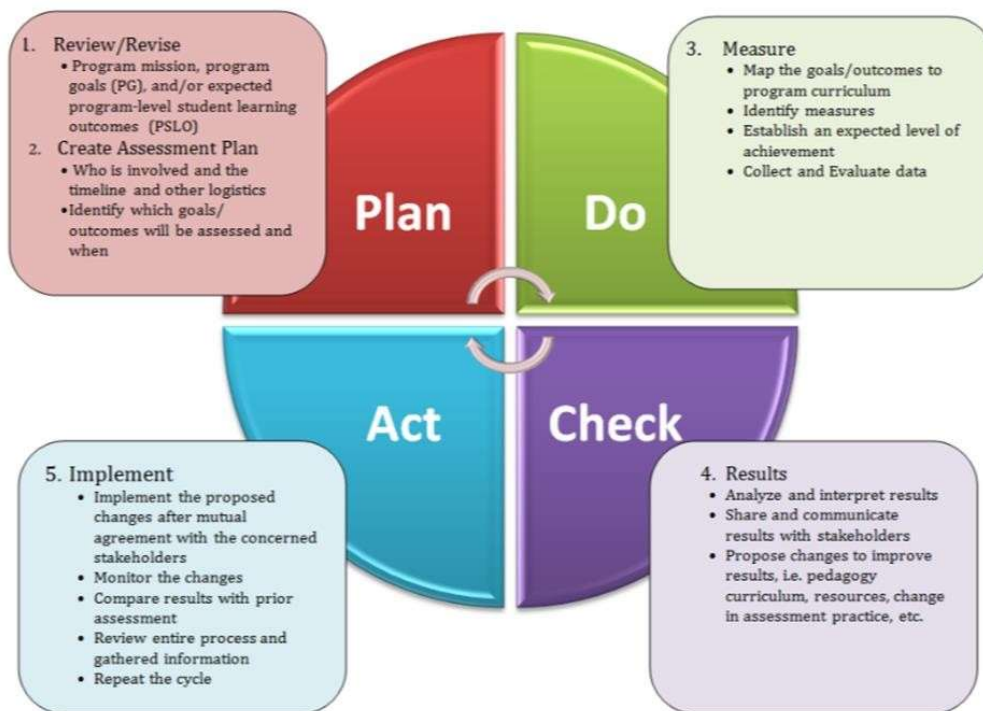 1. Review/Revise
• Program mission, program
goals (PG), and/or expected
program-level student learning
outcomes (PSLO)
2. Create Assessment Plan
• Who is involved and the
timeline and other logistics
•Identify which goals/
outcomes will be assessed and
when
Plan
Do
3. Measure
• Map the goals/outcomes to
program curriculum
• Identify measures
• Establish an expected level of
achievement
• Collect and Evaluate data
Act
Check
5. Implement
• Implement the proposed
changes after mutual
agreement with the concerned
stakeholders
• Monitor the changes
• Compare results with prior
assessment
• Review entire process and
gathered information
• Repeat the cycle
4. Results
• Analyze and interpret results
• Share and communicate
results with stakeholders
• Propose changes to improve
results, i.e. pedagogy
curriculum, resources, change
in assessment practice, etc.